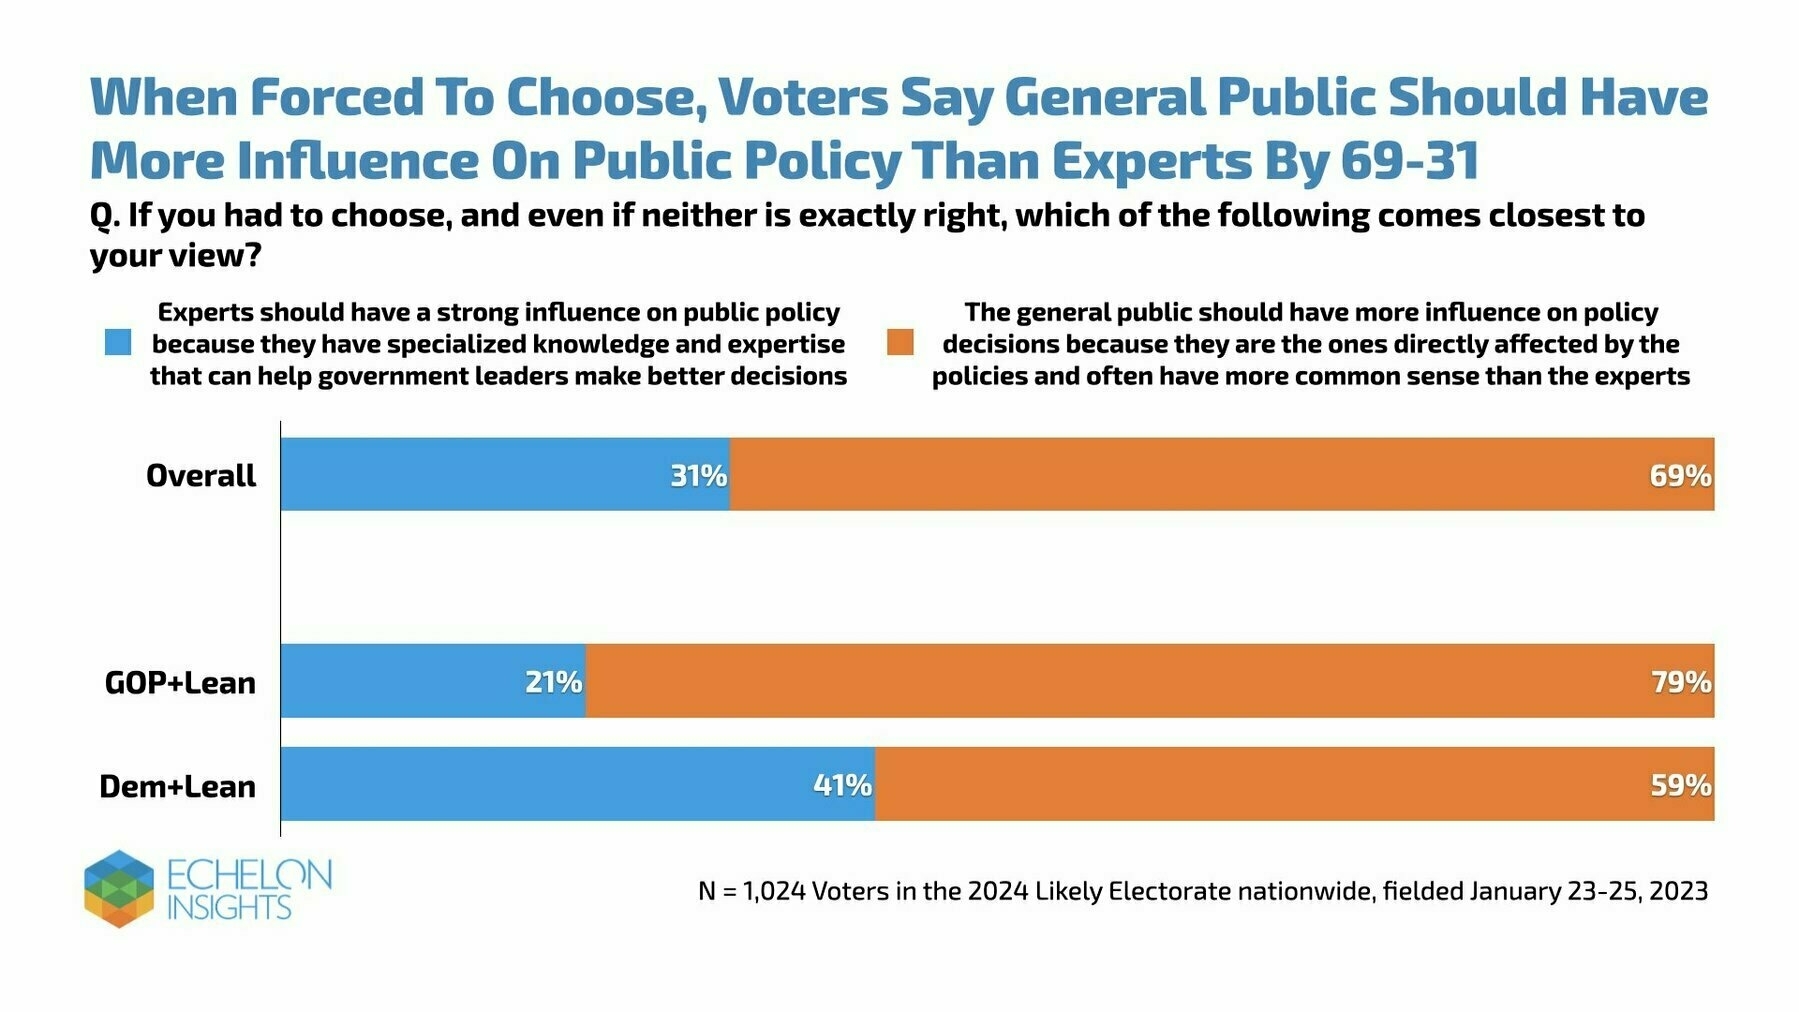 When Forced To Choose, Voters Say General Public Should Have
More Influence On Public Policy Than Experts By 69-31
Q. If you had to choose, and even if neither is exactly right, which of the following comes closest to
your view?
Experts should have a strong influence on public policy
because they have specialized knowledge and expertise
that can help government leaders make better decisions
The general public should have more influence on policy
decisions because they are the ones directly affected by the
policies and often have more common sense than the experts
Overall 31% 69%
GOP+Lean 21% 79%
Dem+Lean 41% 59%
ECHELON
INSIGHTS
N = 1,024 Voters in the 2024 Likely Electorate nationwide, fielded January 23-25, 2023